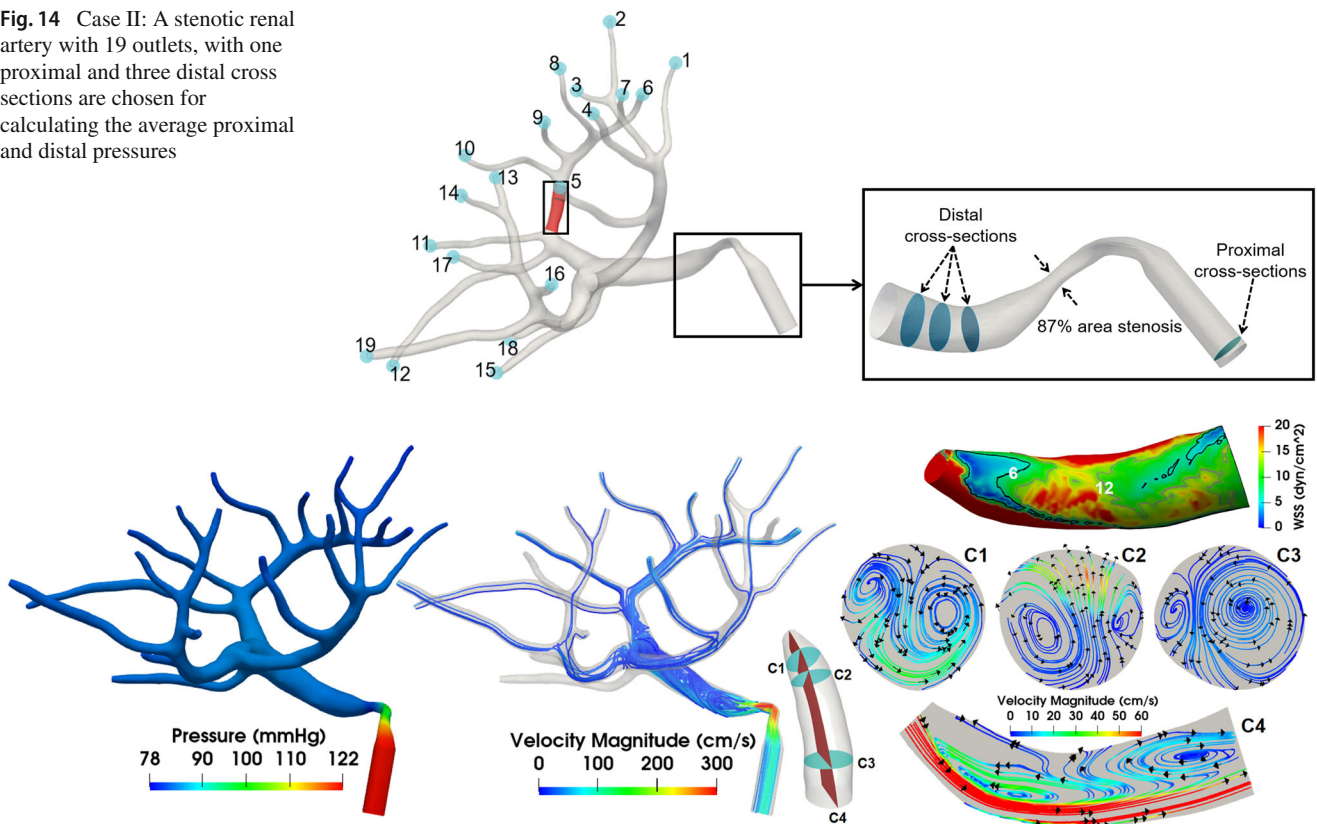 Fig. 14 Case II: A stenotic renal
artery with 19 outlets, with one
proximal and three distal cross
sections are chosen for
calculating the average proximal
and distal pressures
2
1
8
3
7
6
4
9
10
13
5
14
11
17
16
19
12
18
15
Distal
cross-sections
Proximal
cross-sections
87% area stenosis
Pressure (mmHg)
78 90 100 110 122
Velocity Magnitude (cm/s)
0 100 200 300
C1
C2
C3
C4
6
12
20
15
10
5
0
WSS (dyn/cm^2)
C1
C2
C3
Velocity Magnitude (cm/s)
0 10 20 30 40 50 60
C4